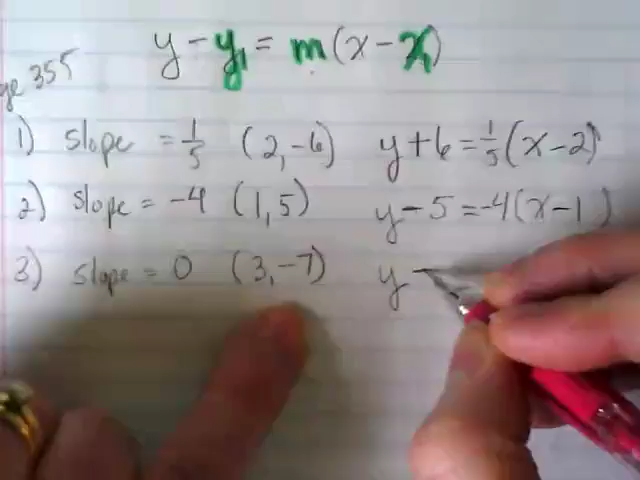 y - y₁ = m(x - x₁)
ge 355
1) slope = 1/5 (2, -6) y + 6 = 1/5(x - 2)
2) slope = -4 (1, 5) y - 5 = -4(x - 1)
3) slope = 0 (3, -7) y -